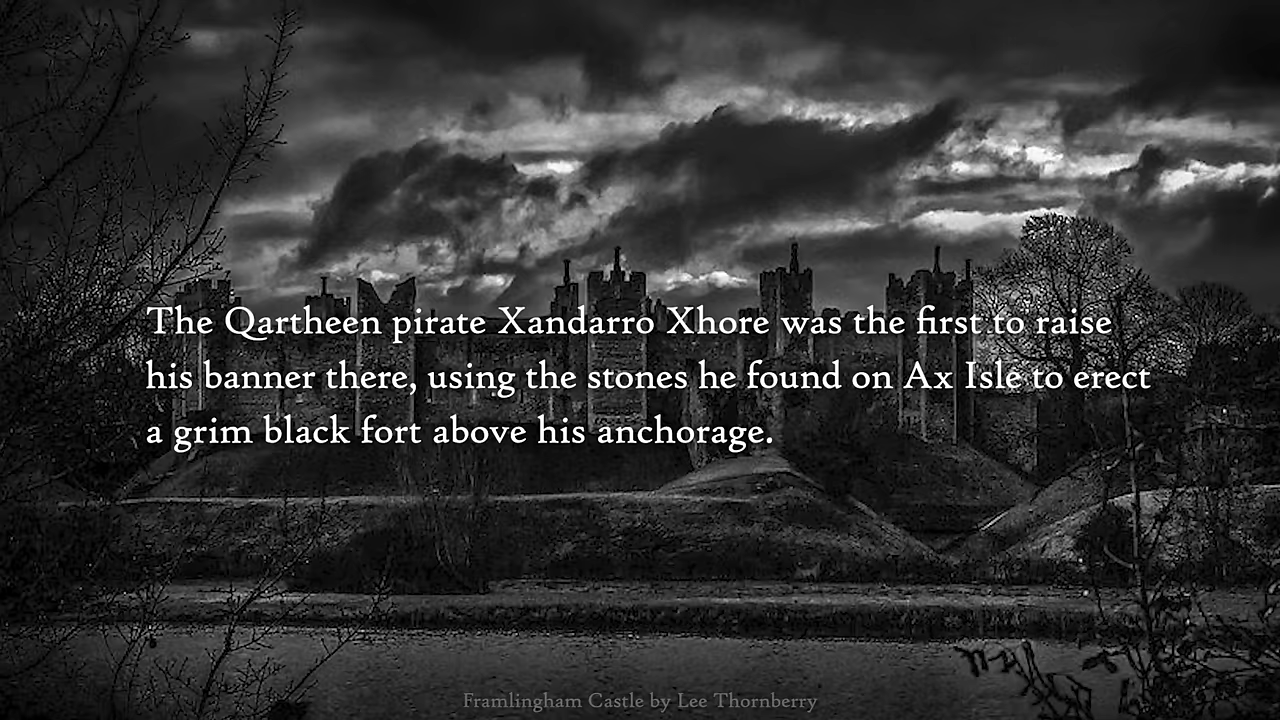 The Qartheen pirate Xandarro Xhore was the first to raise
his banner there, using the stones he found on Ax Isle to erect
a grim black fort above his anchorage.
Framlingham Castle by Lee Thornberry